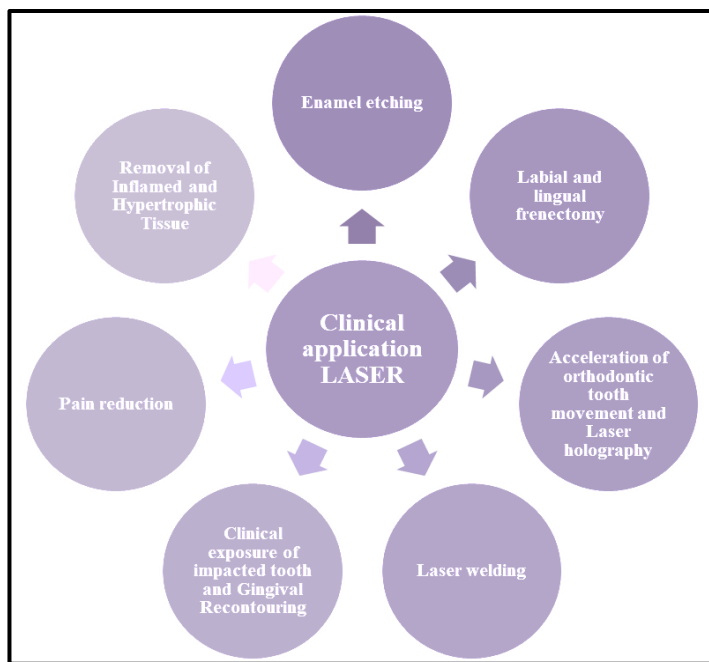 Enamel etching
Labial and lingual
frenectomy
Acceleration of
orthodontic tooth
movement and
Laser
holography
Laser welding
Clinical
exposure of
impacted tooth
and Gingival
Recontouring
Pain reduction
Removal of
Inflamed and
Hypertrophic
Tissue
Clinical
application
LASER